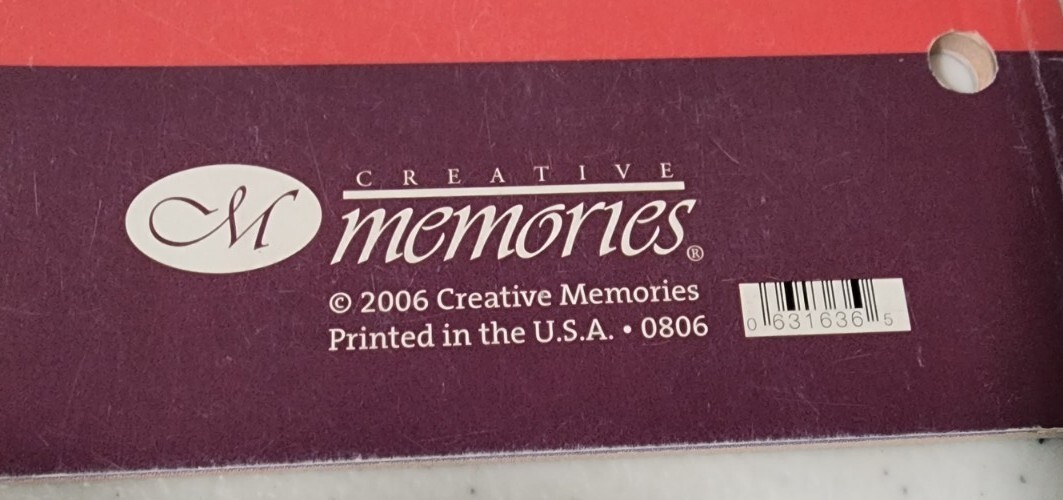 CREATIVE
M memories®
© 2006 Creative Memories
Printed in the U.S.A. • 0806
0 631636 5